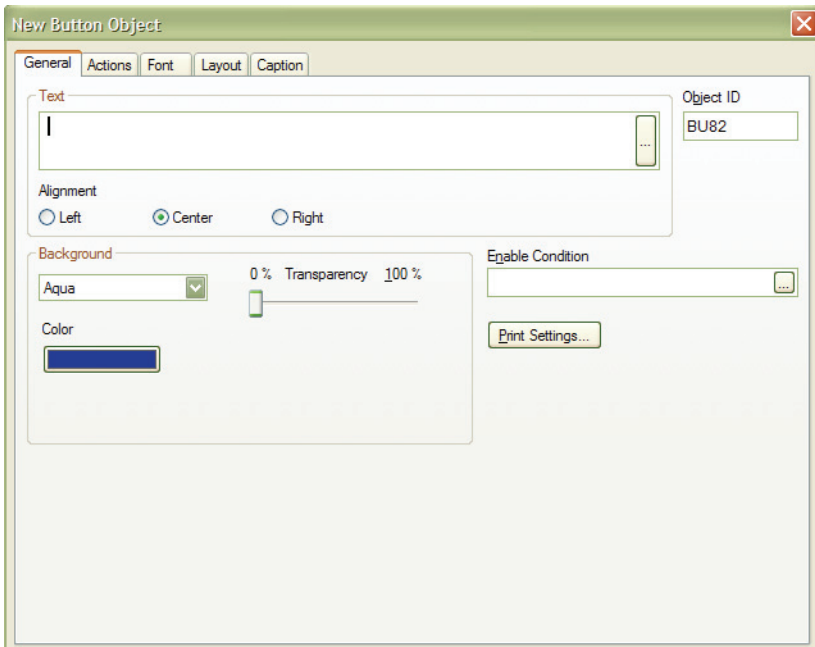 New Button Object
General Actions Font Layout Caption
Text
...
Object ID
BU82
Alignment
Left Center Right
Background
Aqua
0 % Transparency 100 %
Color
Enable Condition
...
Print Settings...